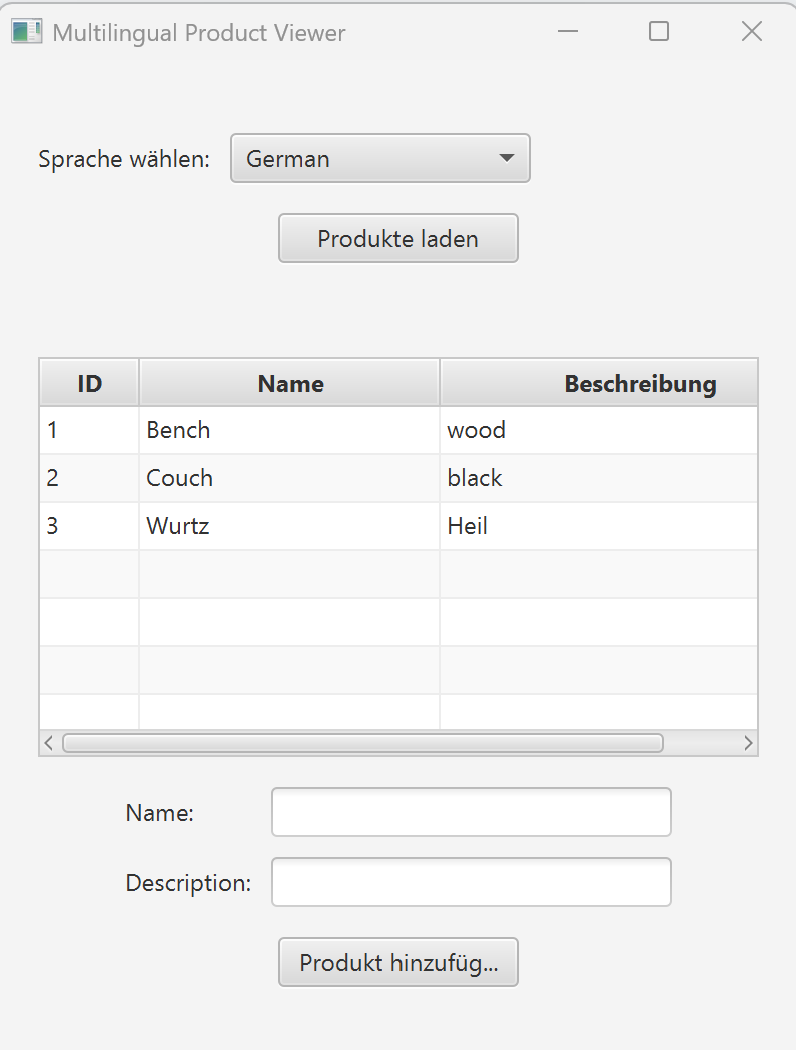 Multilingual Product Viewer
Sprache wählen: German
Produkte laden
ID Name Beschreibung
1 Bench wood
2 Couch black
3 Wurtz Heil
Name:
Description:
Produkt hinzufüg...